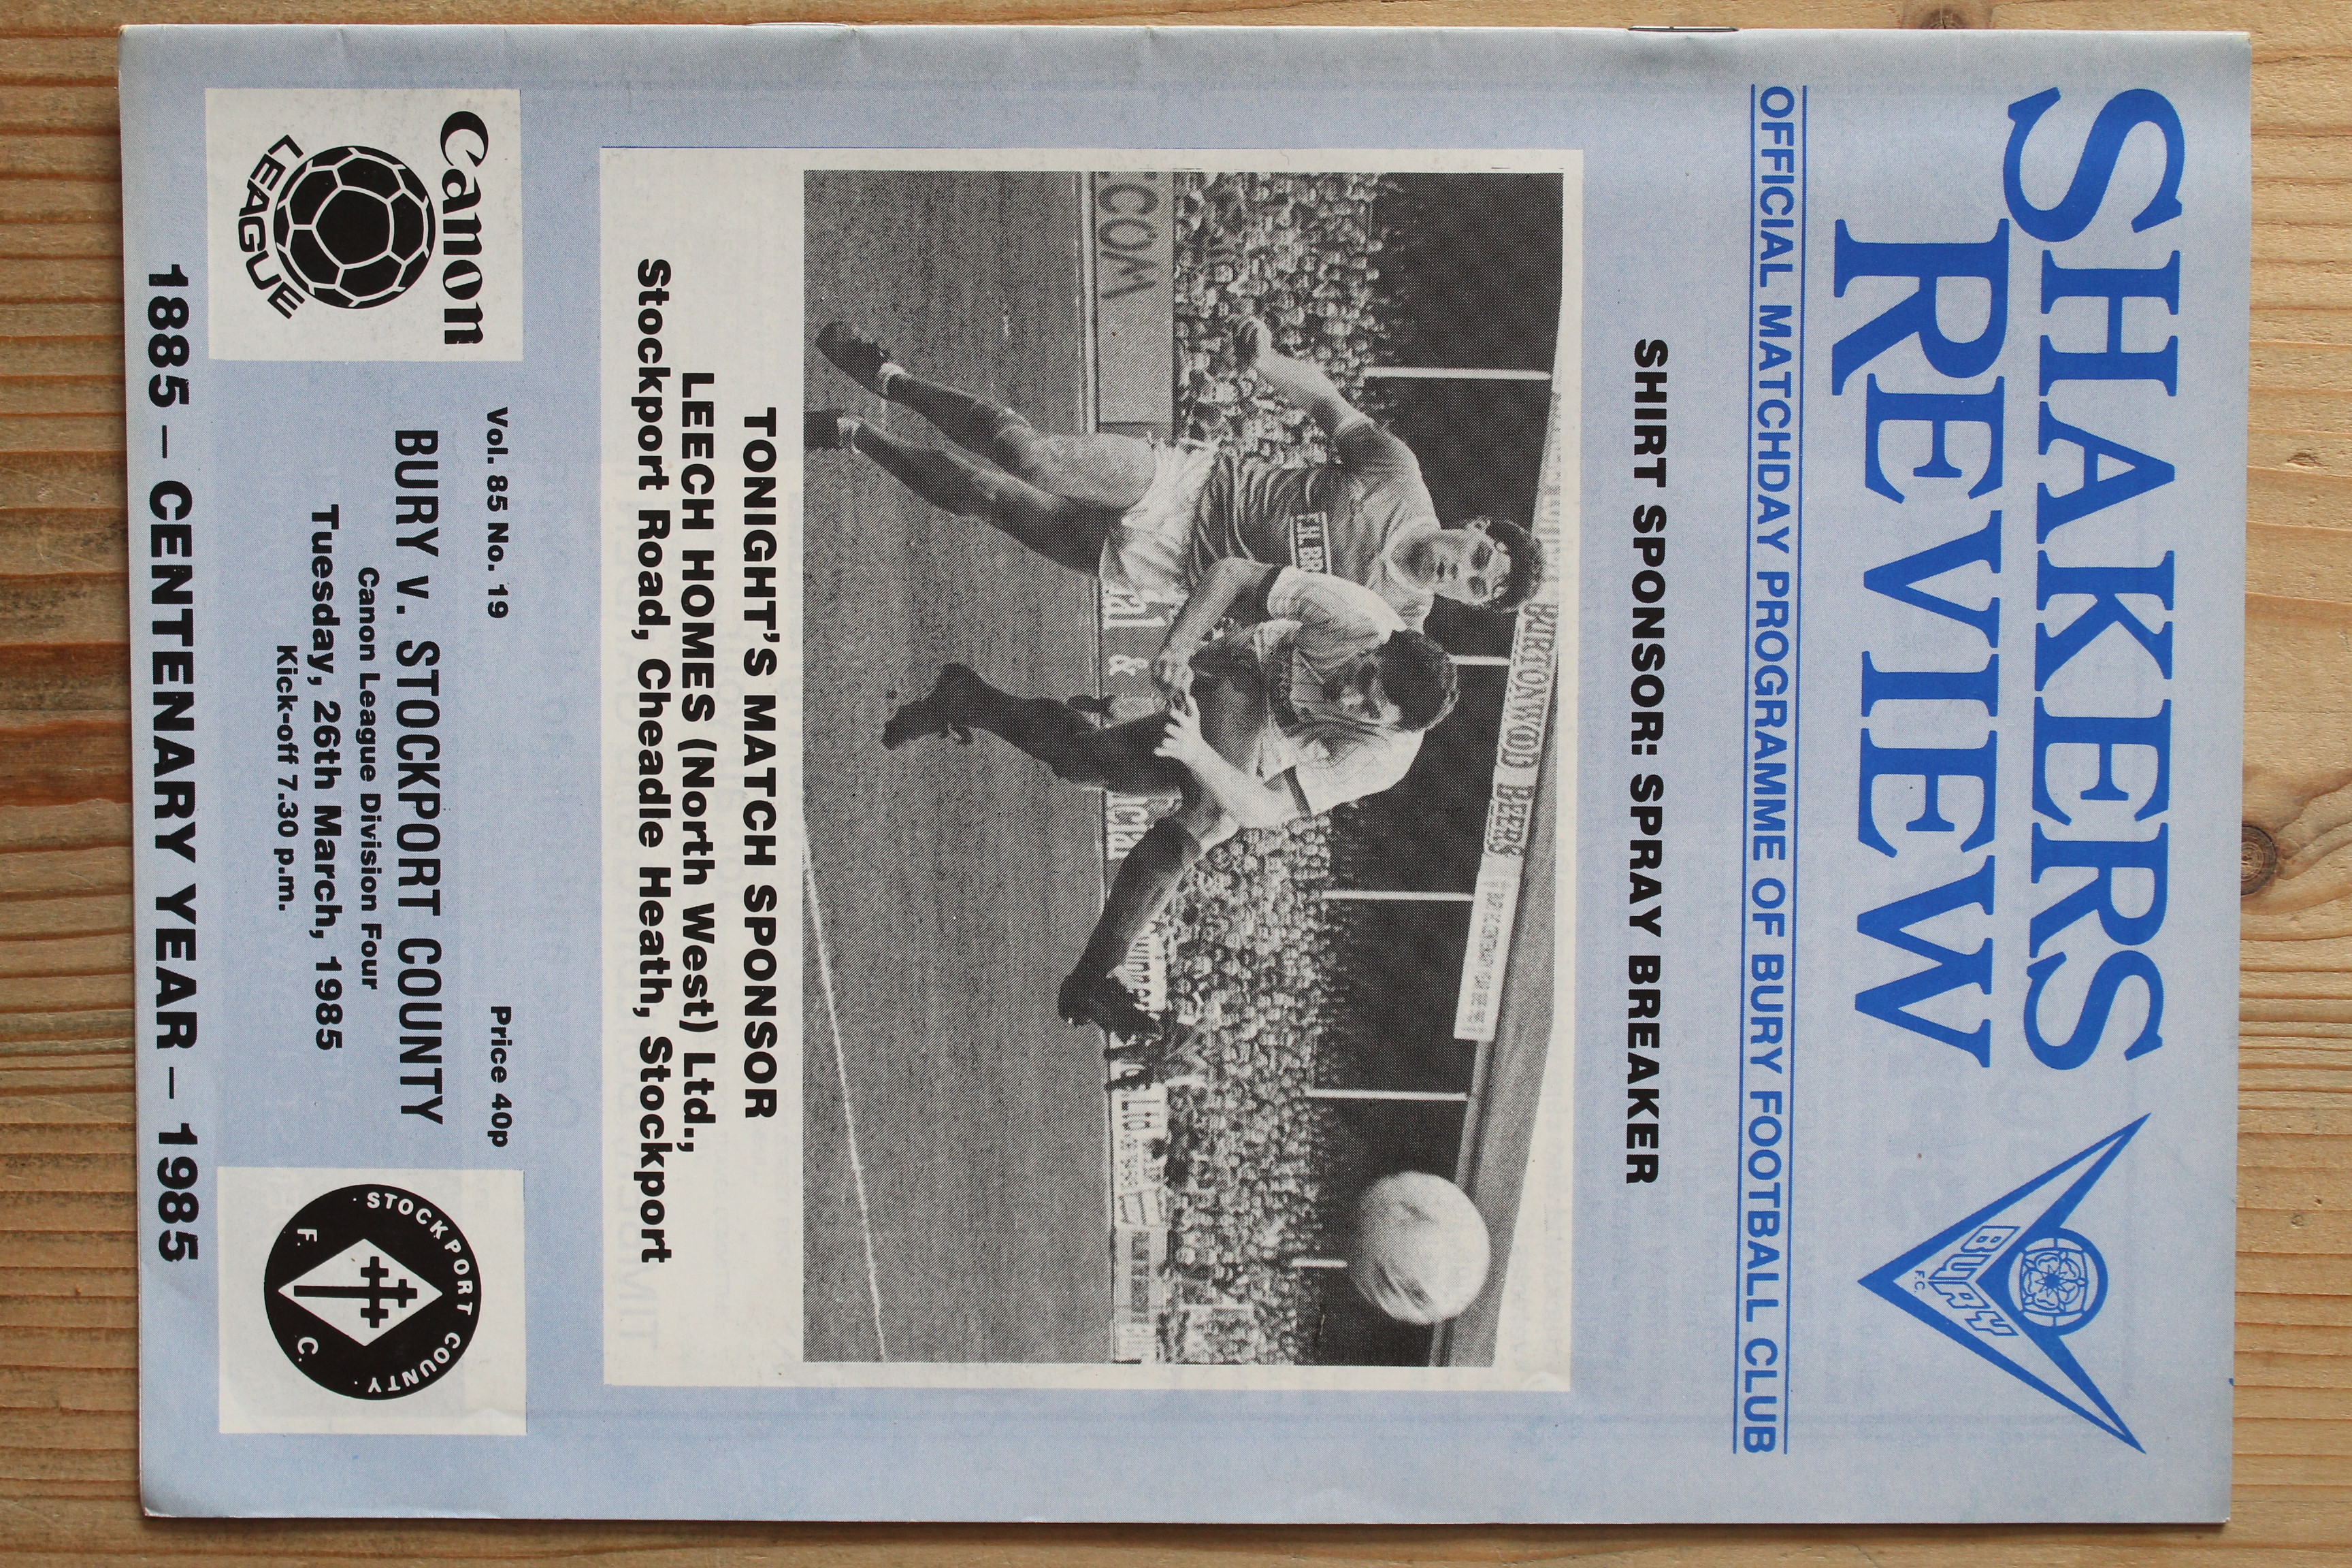 SHAKERS
REVIEW
BURY
F.C.
OFFICIAL MATCHDAY PROGRAMME OF BURY FOOTBALL CLUB
SHIRT SPONSOR: SPRAY BREAKER
BURTONWOOD BEERS
TONIGHT'S MATCH SPONSOR
LEECH HOMES (North West) Ltd.,
Stockport Road, Cheadle Heath, Stockport
Canon
LEAGUE
Vol. 85 No. 19
Price 40p
BURY v. STOCKPORT COUNTY
Canon League Division Four
Tuesday, 26th March, 1985
Kick-off 7.30 p.m.
· STOCKPORT COUNTY ·
F. C.
1885 – CENTENARY YEAR – 1985